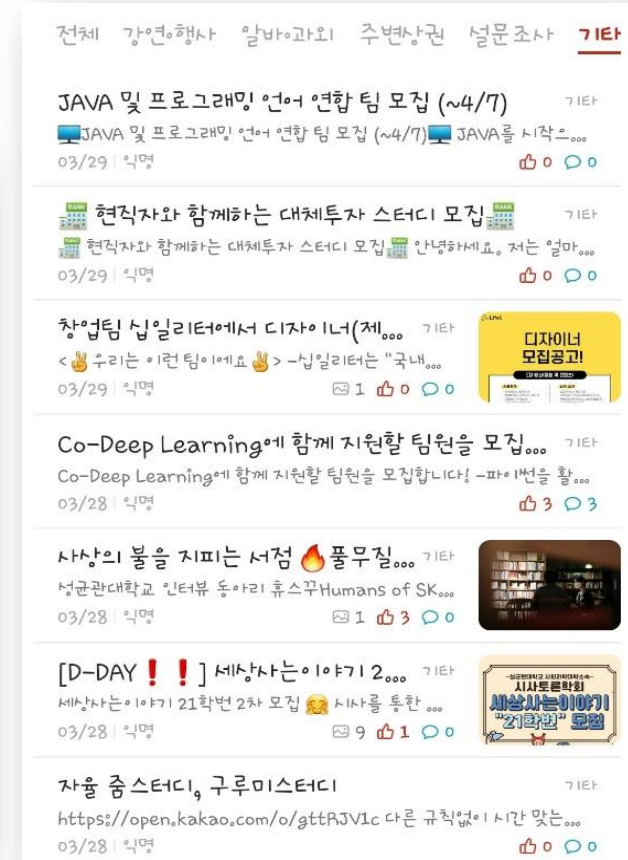 전체 강연·행사 알바·과외 주변상권 설문조사 기타
JAVA 및 프로그래밍 언어 연합 팀 모집 (~4/7) 기타
🖥️JAVA 및 프로그래밍 언어 연합 팀 모집 (~4/7)🖥️ JAVA를 시작으...
03/29 | 익명 0 0
🏦 현직자와 함께하는 대체투자 스터디 모집🏦 기타
🏦 현직자와 함께하는 대체투자 스터디 모집🏦 안녕하세요. 저는 얼마...
03/29 | 익명 0 0
창업팀 십일리터에서 디자이너(제... 기타
<✌️우리는 이런 팀이에요✌️> -십일리터는 "국내...
03/29 | 익명 1 0 0
디자이너
모집공고!
Co-Deep Learning에 함께 지원할 팀원을 모집... 기타
Co-Deep Learning에 함께 지원할 팀원을 모집합니다! -파이썬을 활...
03/28 | 익명 3 3
사상의 불을 지피는 서점 🔥풀무질... 기타
성균관대학교 인터뷰 동아리 휴스꾸Humans of SK...
03/28 | 익명 1 3 0
[D-DAY❗❗] 세상사는이야기 2... 기타
세상사는이야기 21학번 2차 모집 🤗 시사를 통한 ...
03/28 | 익명 9 1 0
-성균관대학교 사회과학대학소속-
시사토론학회
세상사는이야기
"21학번" 모집
자율 줌스터디, 구루미스터디 기타
https://open.kakao.com/o/gttRJV1c 다른 규칙없이 시간 맞는...
03/28 | 익명 0 0